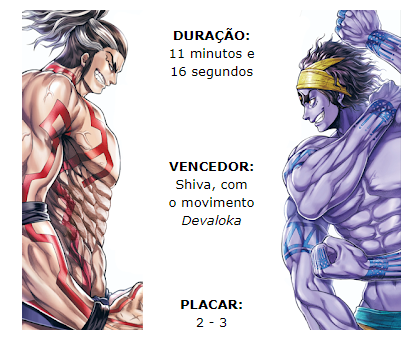 DURAÇÃO:
11 minutos e
16 segundos
VENCEDOR:
Shiva, com
o movimento
Devaloka
PLACAR:
2 - 3